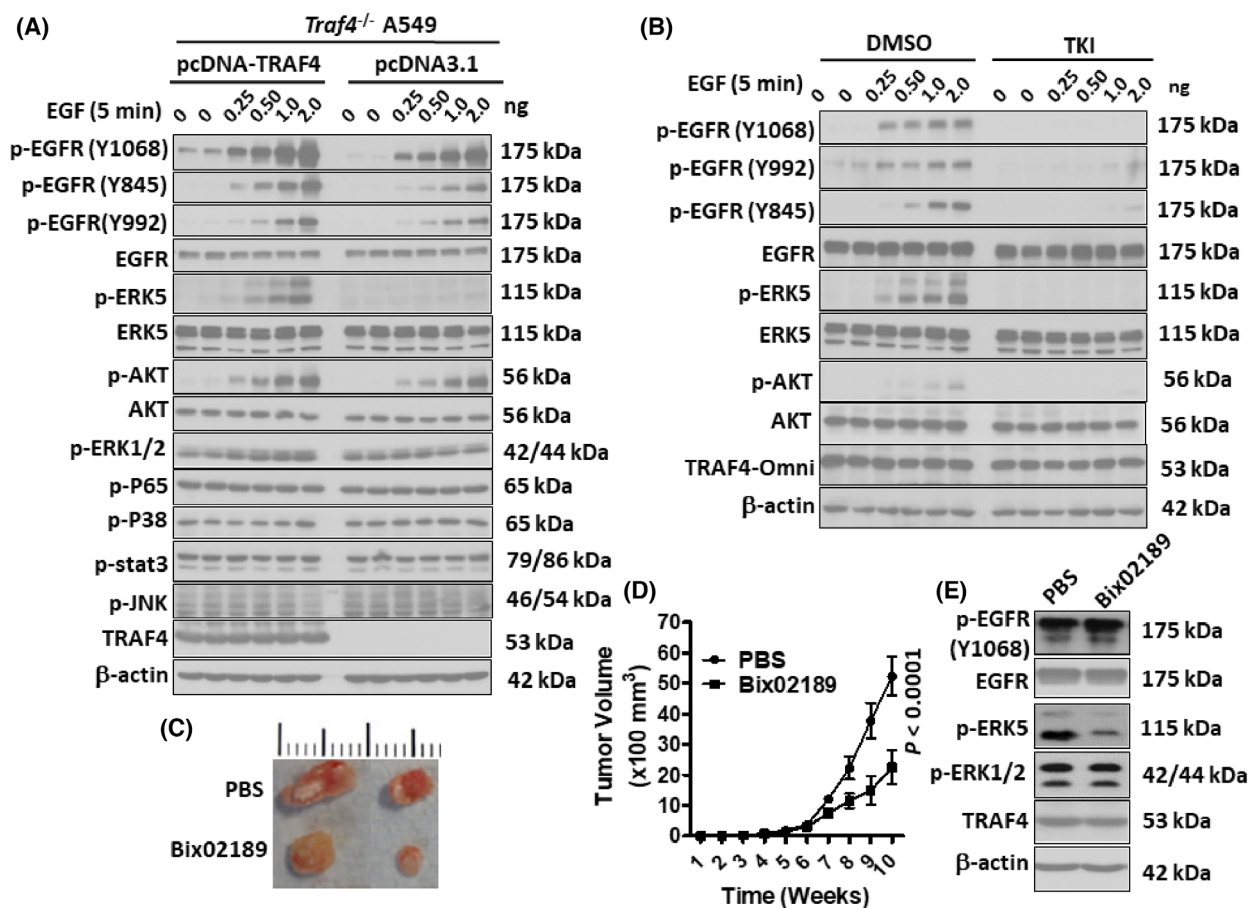 (A)
Traf4-/- A549
pcDNA-TRAF4 pcDNA3.1
EGF (5 min) 0 0 0.25 0.50 1.0 2.0 0 0 0.25 0.50 1.0 2.0 ng
p-EGFR (Y1068) 175 kDa
p-EGFR (Y845) 175 kDa
p-EGFR(Y992) 175 kDa
EGFR 175 kDa
p-ERK5 115 kDa
ERK5 115 kDa
p-AKT 56 kDa
AKT 56 kDa
p-ERK1/2 42/44 kDa
p-P65 65 kDa
p-P38 65 kDa
p-stat3 79/86 kDa
p-JNK 46/54 kDa
TRAF4 53 kDa
β-actin 42 kDa
(B)
DMSO TKI
EGF (5 min) 0 0 0.25 0.50 1.0 2.0 0 0 0.25 0.50 1.0 2.0 ng
p-EGFR (Y1068) 175 kDa
p-EGFR (Y992) 175 kDa
p-EGFR (Y845) 175 kDa
EGFR 175 kDa
p-ERK5 115 kDa
ERK5 115 kDa
p-AKT 56 kDa
AKT 56 kDa
TRAF4-Omni 53 kDa
β-actin 42 kDa
(C)
PBS
Bix02189
(D)
Tumor Volume
(x100 mm³)
70
60
50
40
30
20
10
0
PBS
Bix02189
P < 0.0001
1 2 3 4 5 6 7 8 9 10
Time (Weeks)
(E)
PBS Bix02189
p-EGFR
(Y1068) 175 kDa
EGFR 175 kDa
p-ERK5 115 kDa
p-ERK1/2 42/44 kDa
TRAF4 53 kDa
β-actin 42 kDa